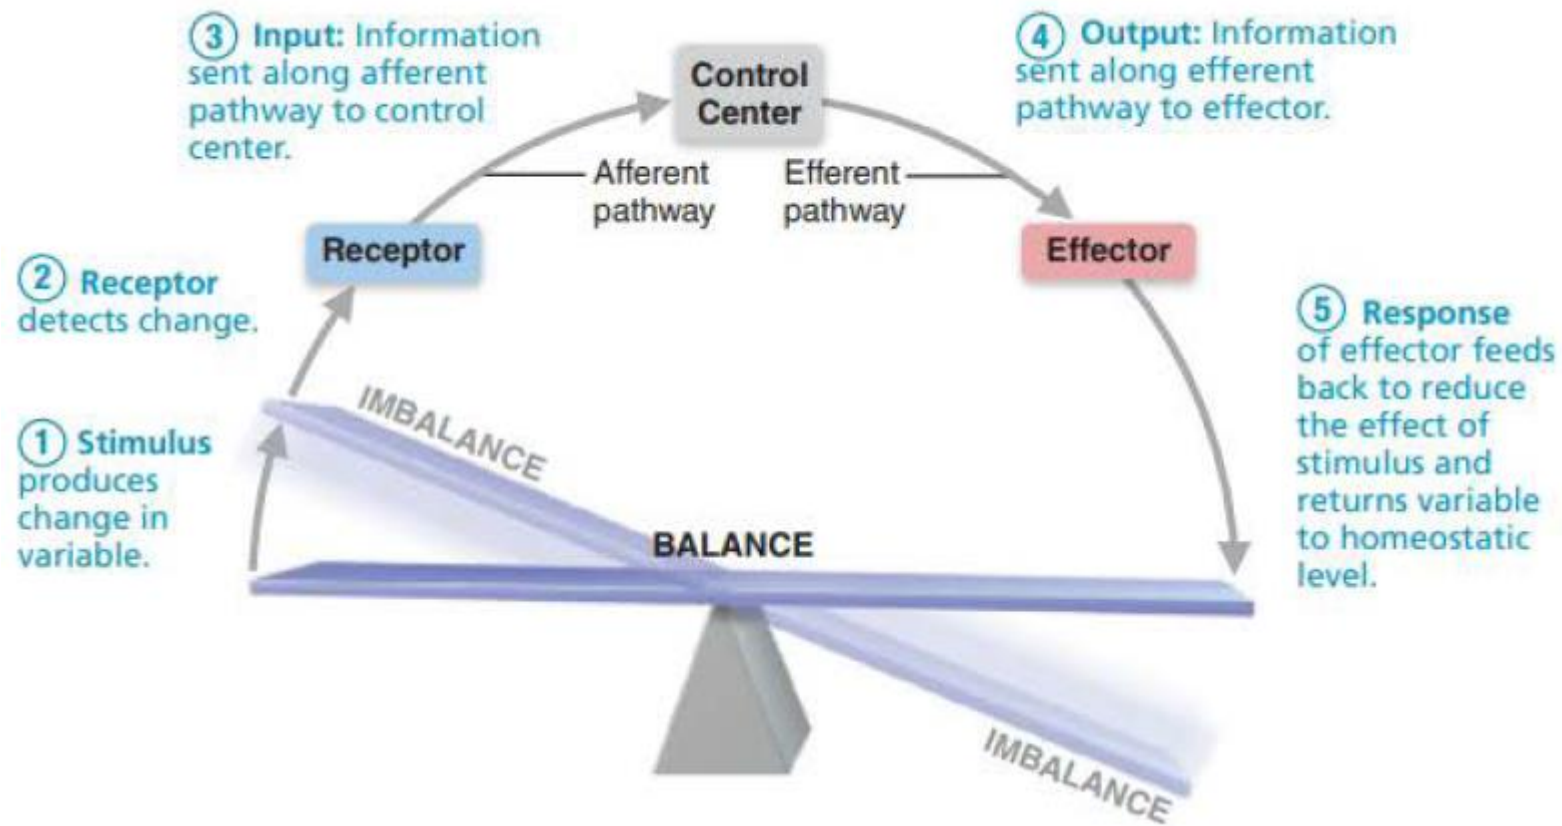 3 Input: Information
sent along afferent
pathway to control
center.
Control
Center
4 Output: Information
sent along efferent
pathway to effector.
Afferent
pathway
Efferent
pathway
Receptor
Effector
2 Receptor
detects change.
5 Response
of effector feeds
back to reduce
the effect of
stimulus and
returns variable
to homeostatic
level.
IMBALANCE
1 Stimulus
produces
change in
variable.
BALANCE
IMBALANCE